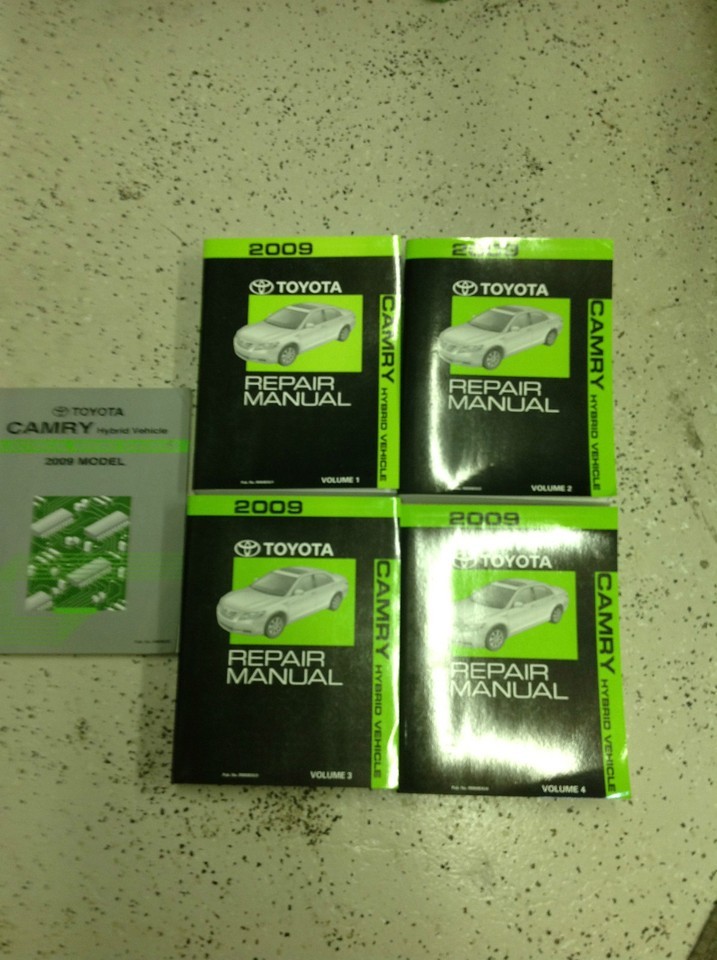 2009
TOYOTA
CAMRY HYBRID VEHICLE
REPAIR
MANUAL
VOLUME 1
2009
TOYOTA
CAMRY HYBRID VEHICLE
REPAIR
MANUAL
VOLUME 2
TOYOTA
CAMRY Hybrid Vehicle
2009 MODEL
2009
TOYOTA
CAMRY HYBRID VEHICLE
REPAIR
MANUAL
VOLUME 3
2009
TOYOTA
CAMRY HYBRID VEHICLE
REPAIR
MANUAL
VOLUME 4